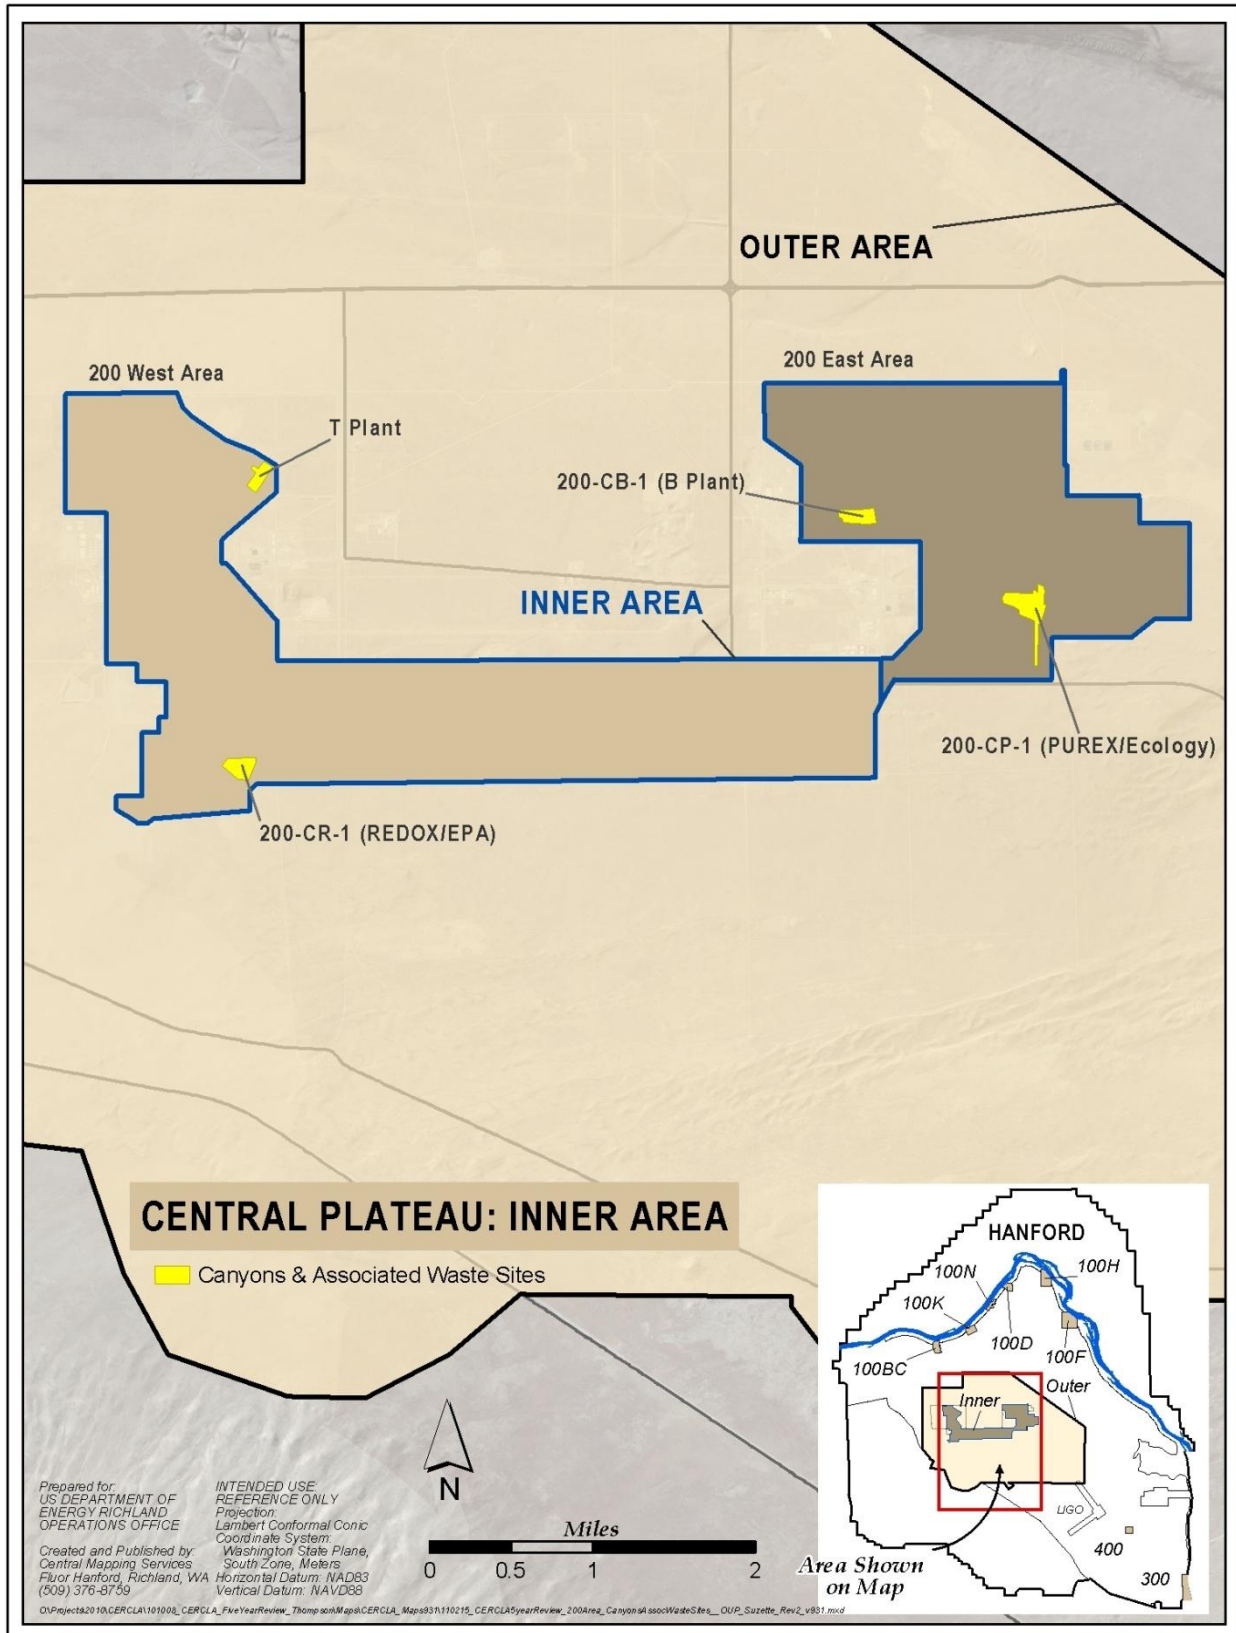 OUTER AREA
200 West Area
200 East Area
T Plant
200-CB-1 (B Plant)
INNER AREA
200-CP-1 (PUREX/Ecology)
200-CR-1 (REDOX/EPA)
CENTRAL PLATEAU: INNER AREA
Canyons & Associated Waste Sites
HANFORD
100N
100H
100K
100D
100F
100BC
Outer
Inner
LIGO
400
300
Area Shown
on Map
N
Miles
0 0.5 1 2
Prepared for:
US DEPARTMENT OF
ENERGY RICHLAND
OPERATIONS OFFICE
Created and Published by:
Central Mapping Services
Fluor Hanford, Richland, WA
(509) 376-8759
INTENDED USE:
REFERENCE ONLY
Projection:
Lambert Conformal Conic
Coordinate System:
Washington State Plane,
South Zone, Meters
Horizontal Datum: NAD83
Vertical Datum: NAVD88